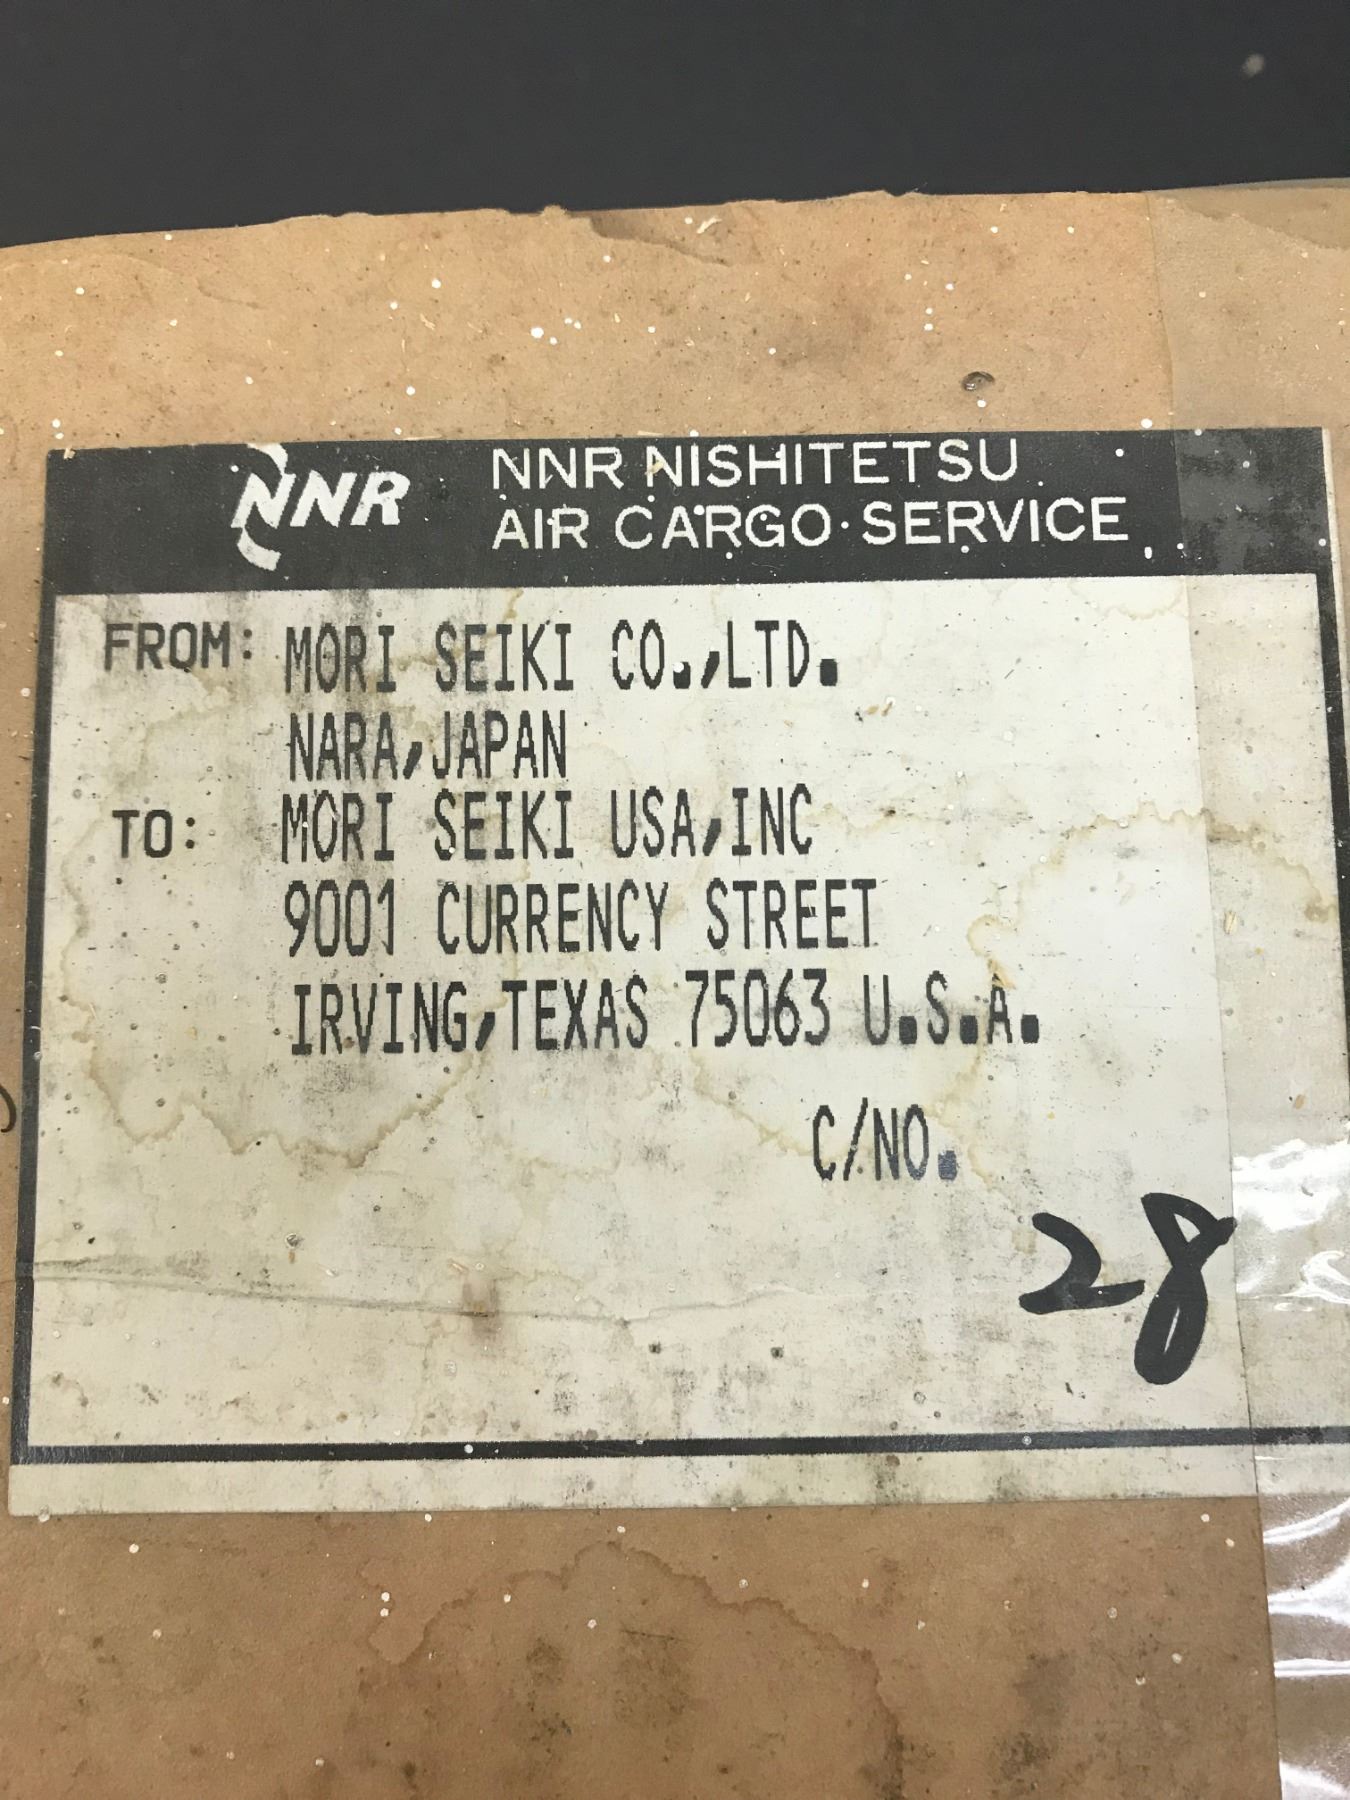 NNR NNR NISHITETSU
AIR CARGO SERVICE
FROM: MORI SEIKI CO.,LTD.
NARA,JAPAN
TO: MORI SEIKI USA,INC
9001 CURRENCY STREET
IRVING,TEXAS 75063 U.S.A.
C/NO.
28